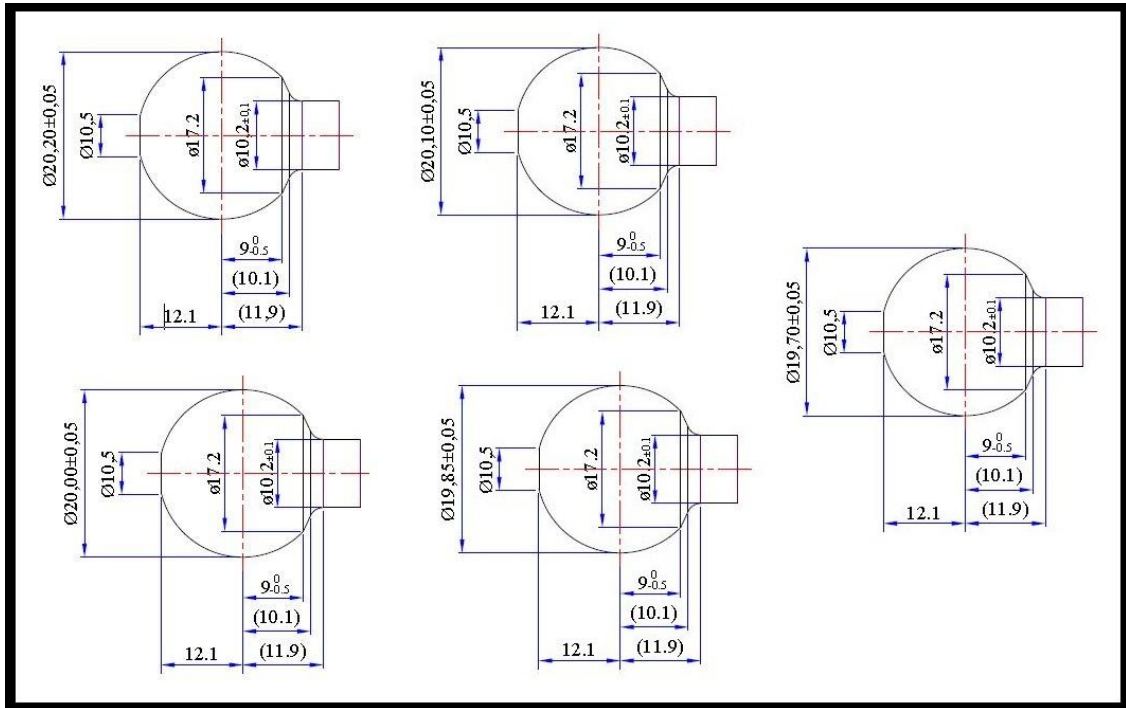 Ø20,20±0,05
Ø10,5
ø17.2
ø10.2±0,1
9 0 -0.5
(10.1)
12.1
(11,9)
Ø20,10±0,05
Ø10,5
ø17.2
ø10.2±0.1
9 0 -0.5
(10.1)
12.1
(11.9)
Ø19,70±0,05
Ø10,5
ø17.2
ø10.2±0.1
9 0 -0.5
(10.1)
12.1
(11.9)
Ø20,00±0,05
Ø10,5
ø17.2
ø10.2±0.1
9 0 -0.5
(10.1)
12.1
(11.9)
Ø19,85±0,05
Ø10,5
ø17.2
ø10.2±0.1
9 0 -0.5
(10.1)
12.1
(11.9)